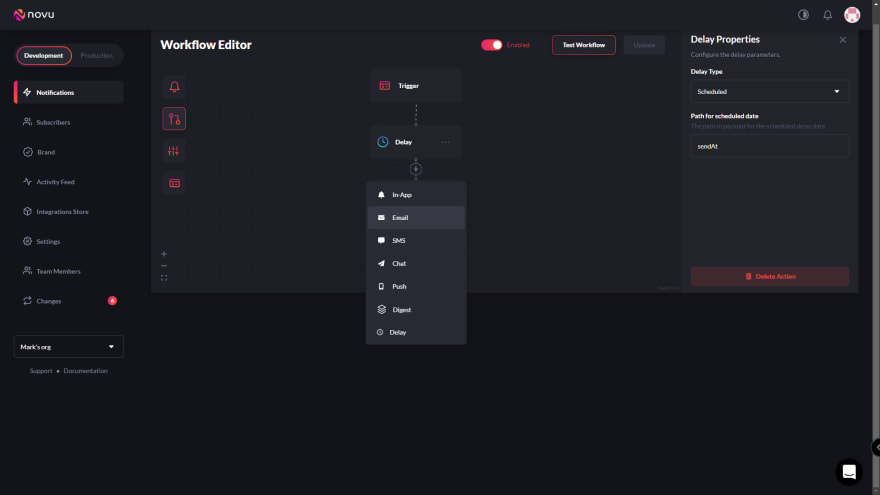 novu
Development
Production
Notifications
Subscribers
Brand
Activity Feed
Integrations Store
Settings
Team Members
Changes
Mark's org
Support
Documentation
Workflow Editor
Enabled
Test Workflow
Update
Trigger
Delay
In-App
Email
SMS
Chat
Push
Digest
Delay
Delay Properties
Configure the delay parameters.
Delay Type
Scheduled
Path for scheduled date
The path in payload for the scheduled delay date
sendAt
Delete Action